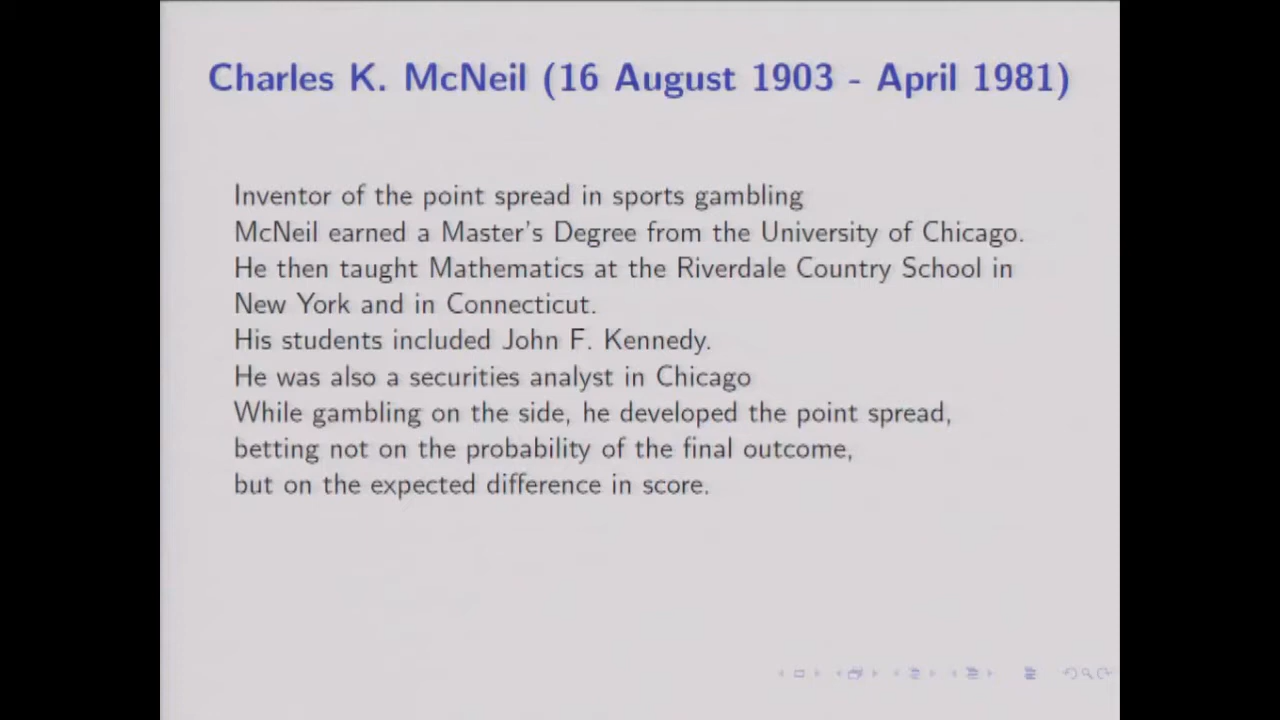 Charles K. McNeil (16 August 1903 - April 1981)
Inventor of the point spread in sports gambling
McNeil earned a Master's Degree from the University of Chicago.
He then taught Mathematics at the Riverdale Country School in
New York and in Connecticut.
His students included John F. Kennedy.
He was also a securities analyst in Chicago
While gambling on the side, he developed the point spread,
betting not on the probability of the final outcome,
but on the expected difference in score.